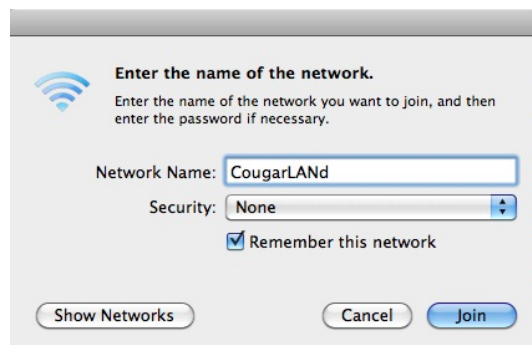 Enter the name of the network.
Enter the name of the network you want to join, and then
enter the password if necessary.
Network Name: CougarLANd
Security: None
Remember this network
Show Networks Cancel Join